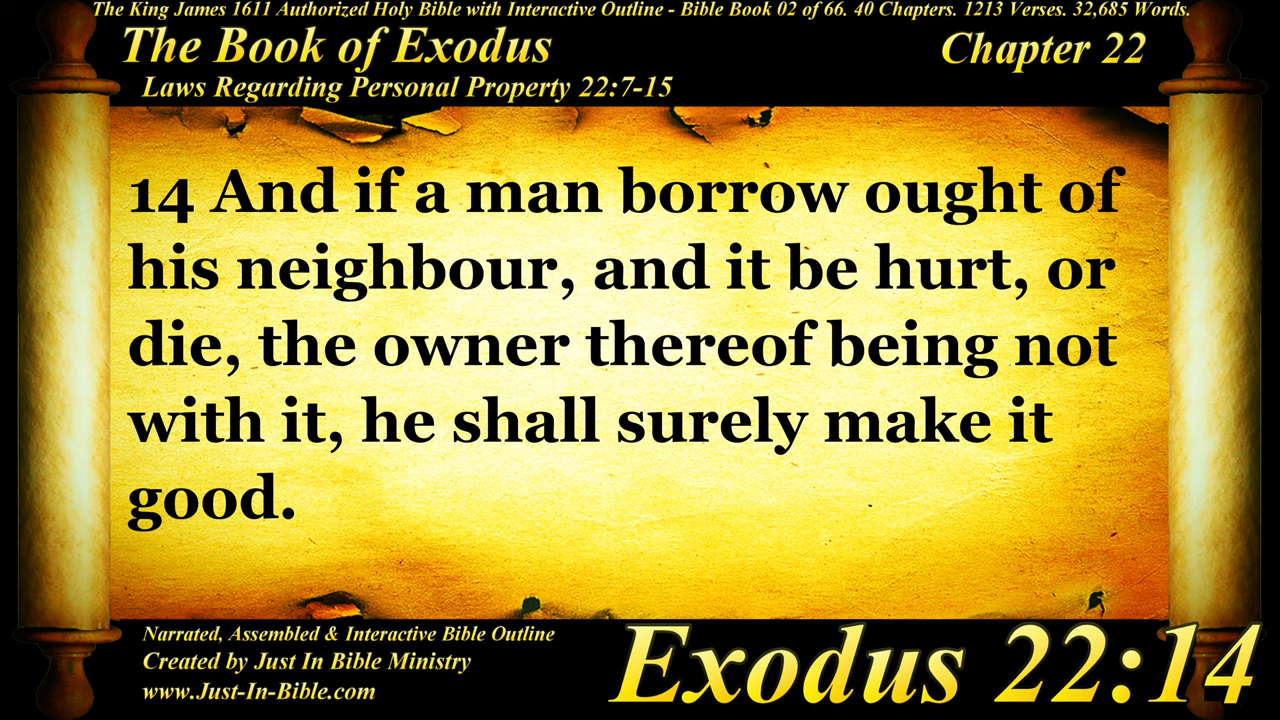 The King James 1611 Authorized Holy Bible with Interactive Outline - Bible Book 02 of 66. 40 Chapters. 1213 Verses. 32,685 Words.
The Book of Exodus
Chapter 22
Laws Regarding Personal Property 22:7-15
14 And if a man borrow ought of
his neighbour, and it be hurt, or
die, the owner thereof being not
with it, he shall surely make it
good.
Narrated, Assembled & Interactive Bible Outline
Created by Just In Bible Ministry
www.Just-In-Bible.com
Exodus 22:14